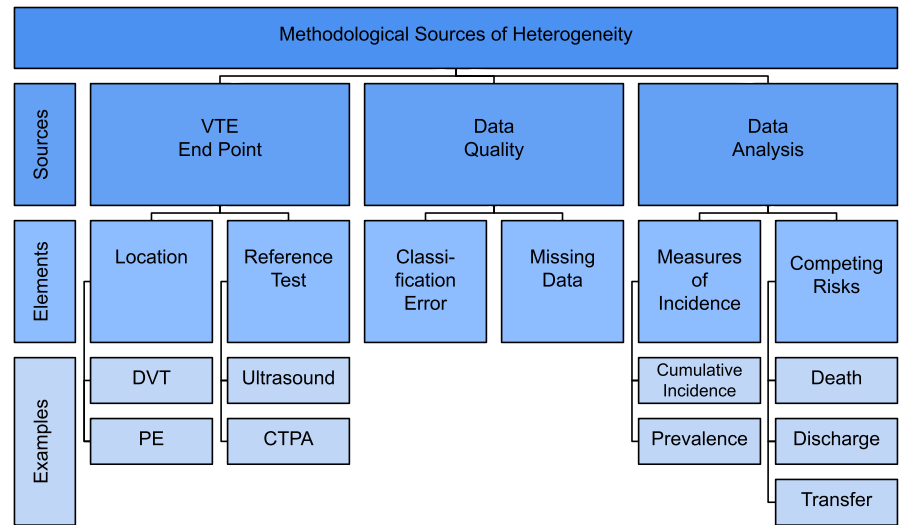 Methodological Sources of Heterogeneity
Sources
VTE
End Point
Data
Quality
Data
Analysis
Elements
Location
Reference
Test
Classi-
fication
Error
Missing
Data
Measures
of
Incidence
Competing
Risks
Examples
DVT
Ultrasound
Cumulative
Incidence
Death
PE
CTPA
Prevalence
Discharge
Transfer